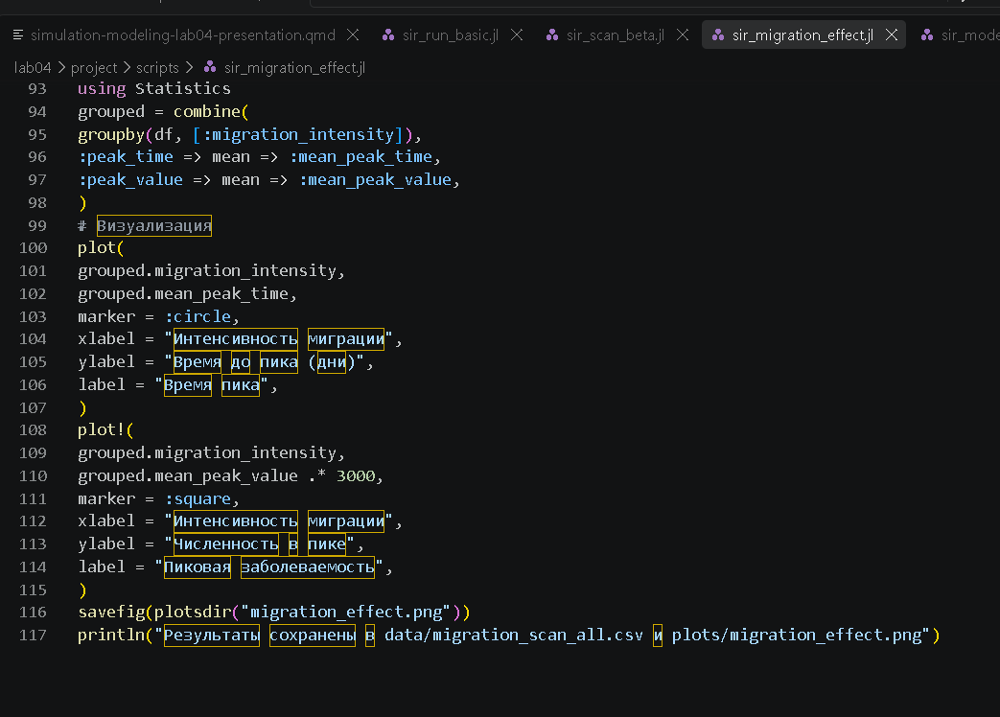 simulation-modeling-lab04-presentation.qmd sir_run_basic.jl sir_scan_beta.jl sir_migration_effect.jl
lab04 > project > scripts > sir_migration_effect.jl
93 using Statistics
94 grouped = combine(
95 groupby(df, [:migration_intensity]),
96 :peak_time => mean => :mean_peak_time,
97 :peak_value => mean => :mean_peak_value,
98 )
99 # Визуализация
100 plot(
101 grouped.migration_intensity,
102 grouped.mean_peak_time,
103 marker = :circle,
104 xlabel = "Интенсивность миграции",
105 ylabel = "Время до пика (дни)",
106 label = "Время пика",
107 )
108 plot!(
109 grouped.migration_intensity,
110 grouped.mean_peak_value .* 3000,
111 marker = :square,
112 xlabel = "Интенсивность миграции",
113 ylabel = "Численность в пике",
114 label = "Пиковая заболеваемость",
115 )
116 savefig(plotsdir("migration_effect.png"))
117 println("Результаты сохранены в data/migration_scan_all.csv и plots/migration_effect.png")